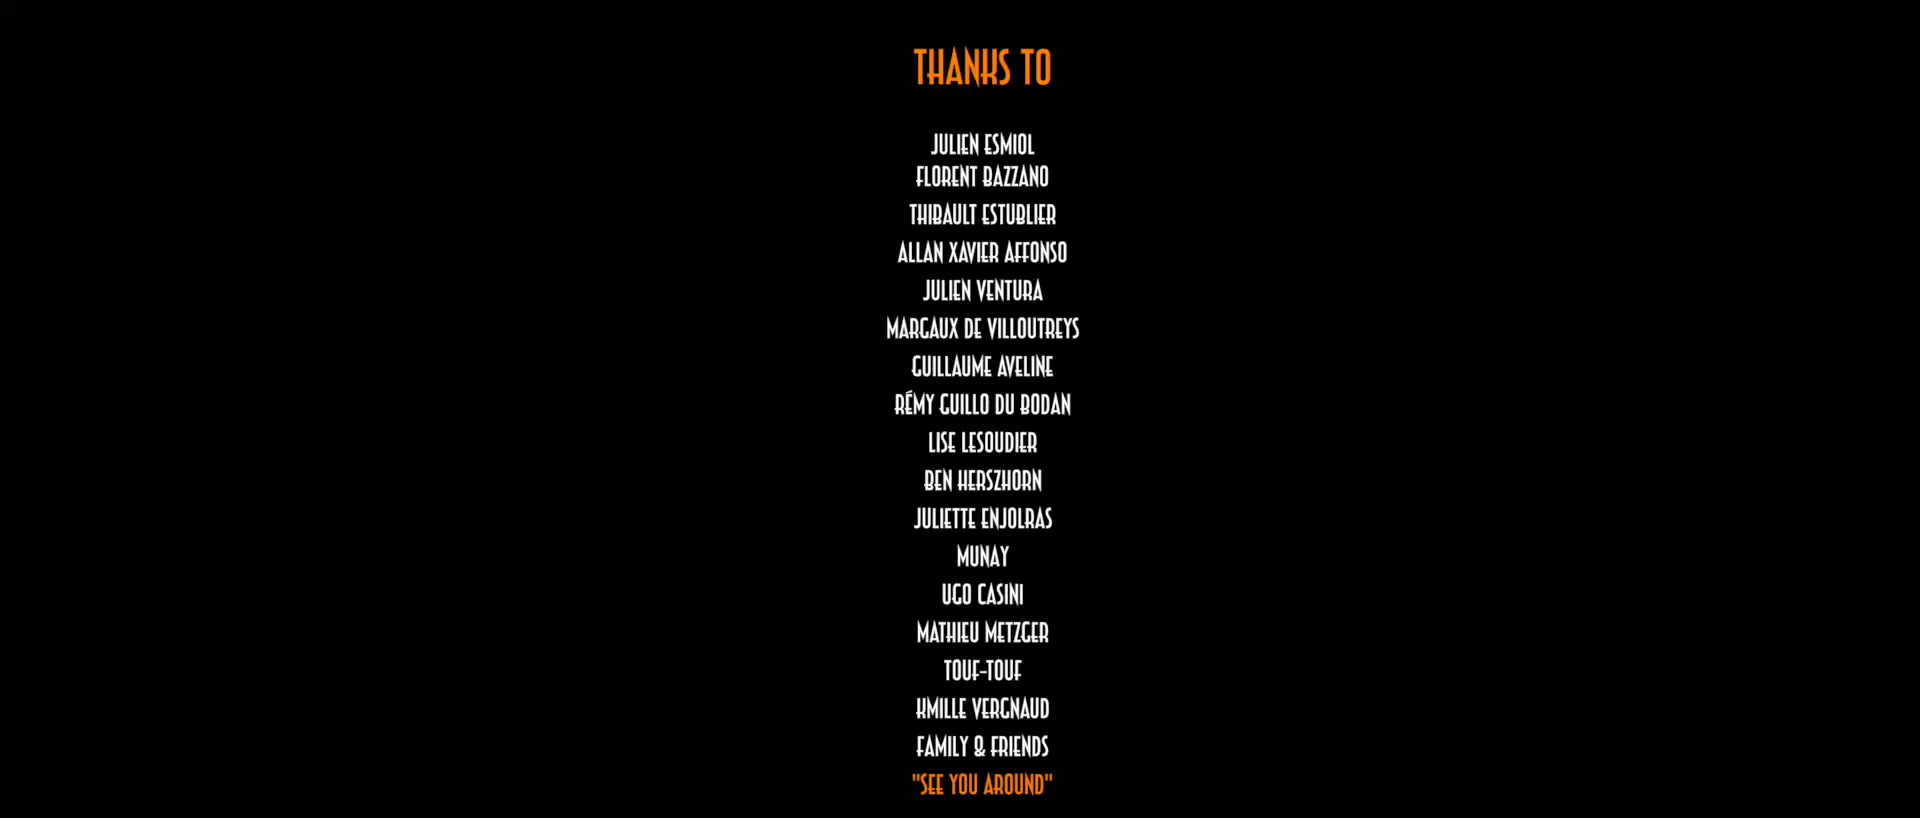 THANKS TO
JULIEN ESMIOL
FLORENT BAZZANO
THIBAULT ESTUBLIER
ALLAN XAVIER AFFONSO
JULIEN VENTURA
MARGAUX DE VILLOUTREYS
GUILLAUME AVELINE
RÉMY GUILLO DU BODAN
LISE LESOUDIER
BEN HERSZHORN
JULIETTE ENJOLRAS
MUNAY
UGO CASINI
MATHIEU METZGER
TOUF-TOUF
KMILLE VERGNAUD
FAMILY & FRIENDS
"SEE YOU AROUND"